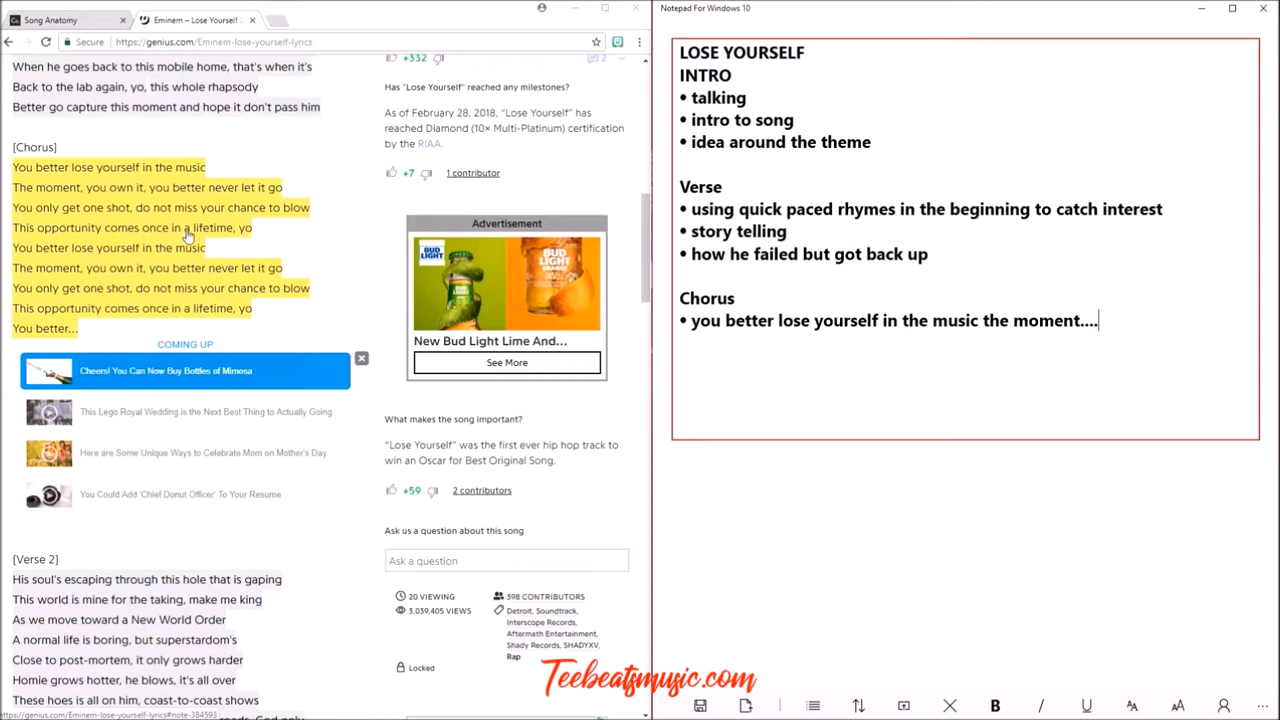 Song Anatomy
Eminem – Lose Yourself L
Secure
https://genius.com/Eminem-lose-yourself-lyrics
When he goes back to this mobile home, that's when it's
Back to the lab again, yo, this whole rhapsody
Better go capture this moment and hope it don't pass him
[Chorus]
You better lose yourself in the music
The moment, you own it, you better never let it go
You only get one shot, do not miss your chance to blow
This opportunity comes once in a lifetime, yo
You better lose yourself in the music
The moment, you own it, you better never let it go
You only get one shot, do not miss your chance to blow
This opportunity comes once in a lifetime, yo
You better...
COMING UP
Cheers! You Can Now Buy Bottles of Mimosa
This Lego Royal Wedding is the Next Best Thing to Actually Going
Here are Some Unique Ways to Celebrate Mom on Mother's Day
You Could Add 'Chief Donut Officer' To Your Resume
[Verse 2]
His soul's escaping through this hole that is gaping
This world is mine for the taking, make me king
As we move toward a New World Order
A normal life is boring, but superstardom's
Close to post-mortem, it only grows harder
Homie grows hotter, he blows, it's all over
These hoes is all on him, coast-to-coast shows
https://genius.com/Eminem-lose-yourself-lyrics#note-384593
roads, God only
+332
2
Has "Lose Yourself" reached any milestones?
As of February 28, 2018, "Lose Yourself" has
reached Diamond (10× Multi-Platinum) certification
by the RIAA.
+7
1 contributor
Advertisement
BUD
LIGHT
New Bud Light Lime And...
See More
What makes the song important?
"Lose Yourself" was the first ever hip hop track to
win an Oscar for Best Original Song.
+59
2 contributors
Ask us a question about this song
Ask a question
20 VIEWING
3,039,405 VIEWS
Locked
398 CONTRIBUTORS
Detroit, Soundtrack,
Interscope Records,
Aftermath Entertainment,
Shady Records, SHADYXV,
Rap
Notepad For Windows 10
LOSE YOURSELF
INTRO
• talking
• intro to song
• idea around the theme
Verse
• using quick paced rhymes in the beginning to catch interest
• story telling
• how he failed but got back up
Chorus
• you better lose yourself in the music the moment....
Teebeatsmusic.com
B I U